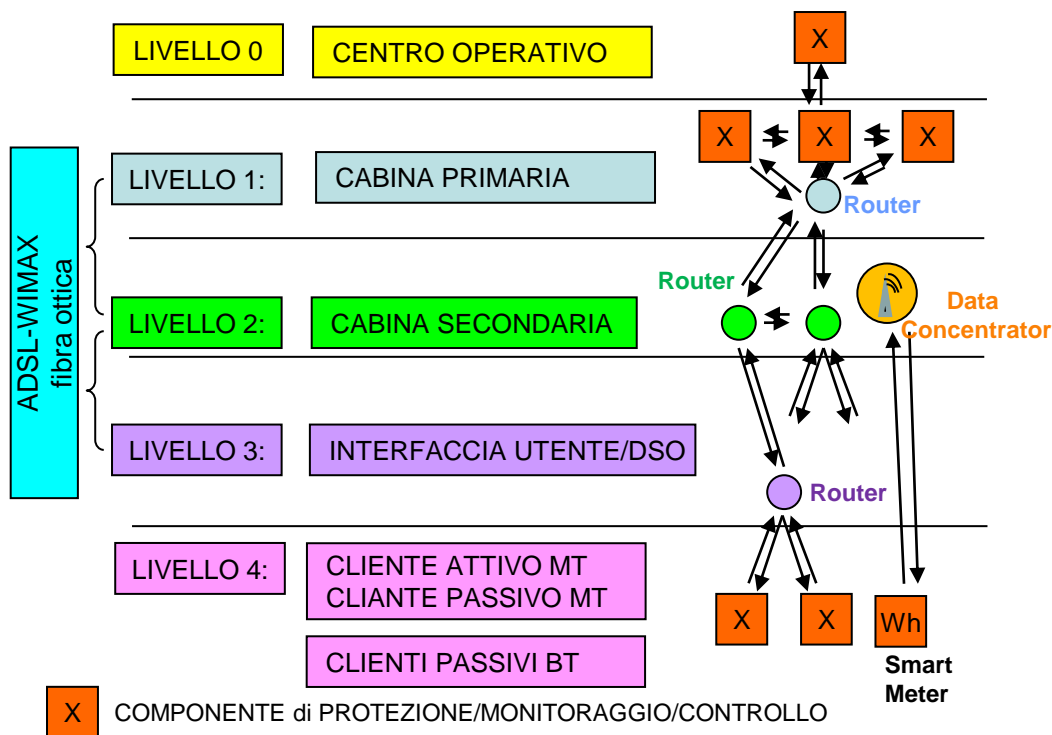 LIVELLO 0
CENTRO OPERATIVO
X
X
X
X
LIVELLO 1:
CABINA PRIMARIA
Router
ADSL-WIMAX
fibra ottica
Router
LIVELLO 2:
CABINA SECONDARIA
Data
Concentrator
LIVELLO 3:
INTERFACCIA UTENTE/DSO
Router
LIVELLO 4:
CLIENTE ATTIVO MT
CLIANTE PASSIVO MT
X
X
Wh
CLIENTI PASSIVI BT
Smart
Meter
X
COMPONENTE di PROTEZIONE/MONITORAGGIO/CONTROLLO